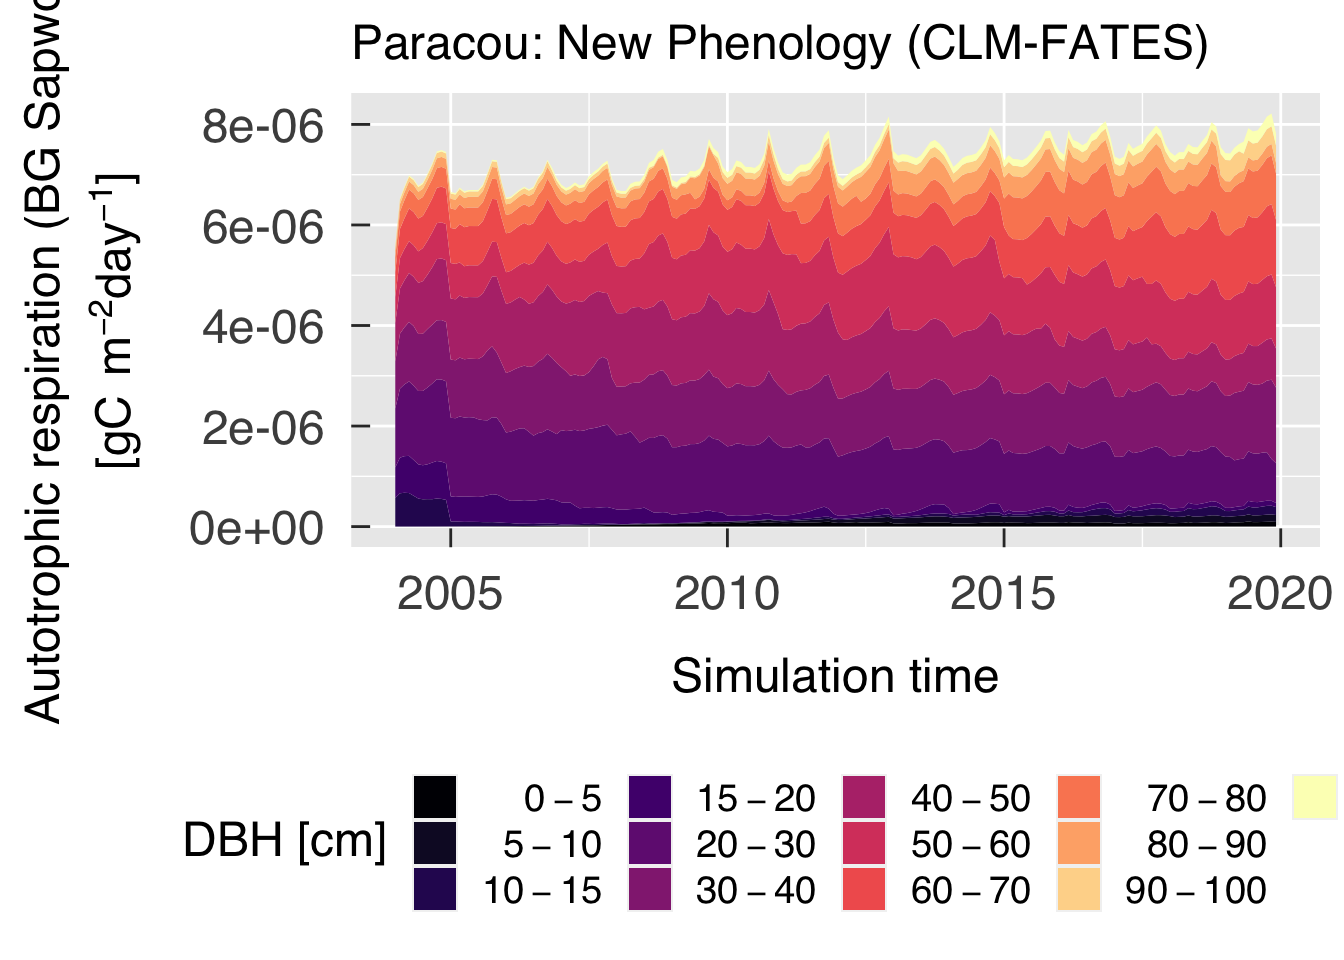 Paracou: New Phenology (CLM-FATES)
Autotrophic respiration (BG
[gC m⁻²day⁻¹]
8e-06
6e-06
4e-06
2e-06
0e+00
2005 2010 2015 2020
Simulation time
DBH [cm]
0 – 5 15 – 20 40 – 50 70 – 80
5 – 10 20 – 30 50 – 60 80 – 90
10 – 15 30 – 40 60 – 70 90 – 100